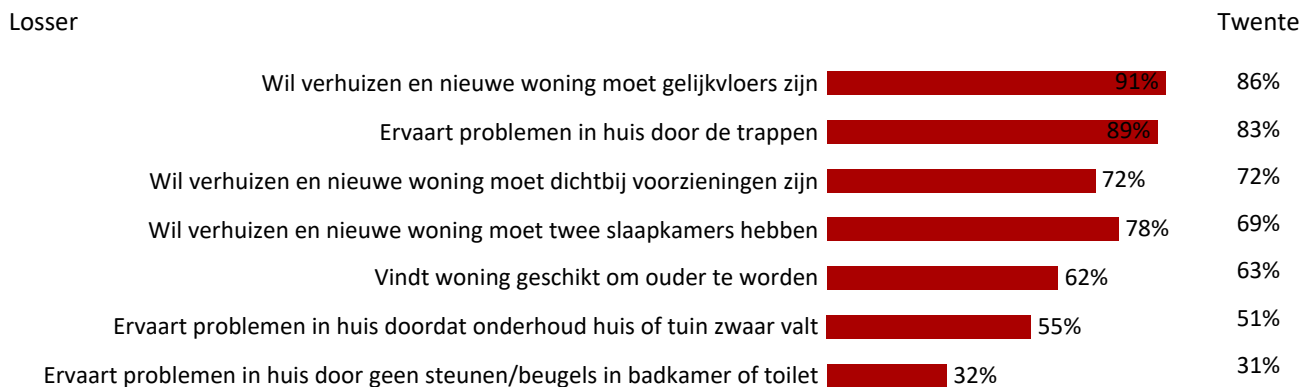 Losser Twente
Wil verhuizen en nieuwe woning moet gelijkvloers zijn 91% 86%
Ervaart problemen in huis door de trappen 89% 83%
Wil verhuizen en nieuwe woning moet dichtbij voorzieningen zijn 72% 72%
Wil verhuizen en nieuwe woning moet twee slaapkamers hebben 78% 69%
Vindt woning geschikt om ouder te worden 62% 63%
Ervaart problemen in huis doordat onderhoud huis of tuin zwaar valt 55% 51%
Ervaart problemen in huis door geen steunen/beugels in badkamer of toilet 32% 31%